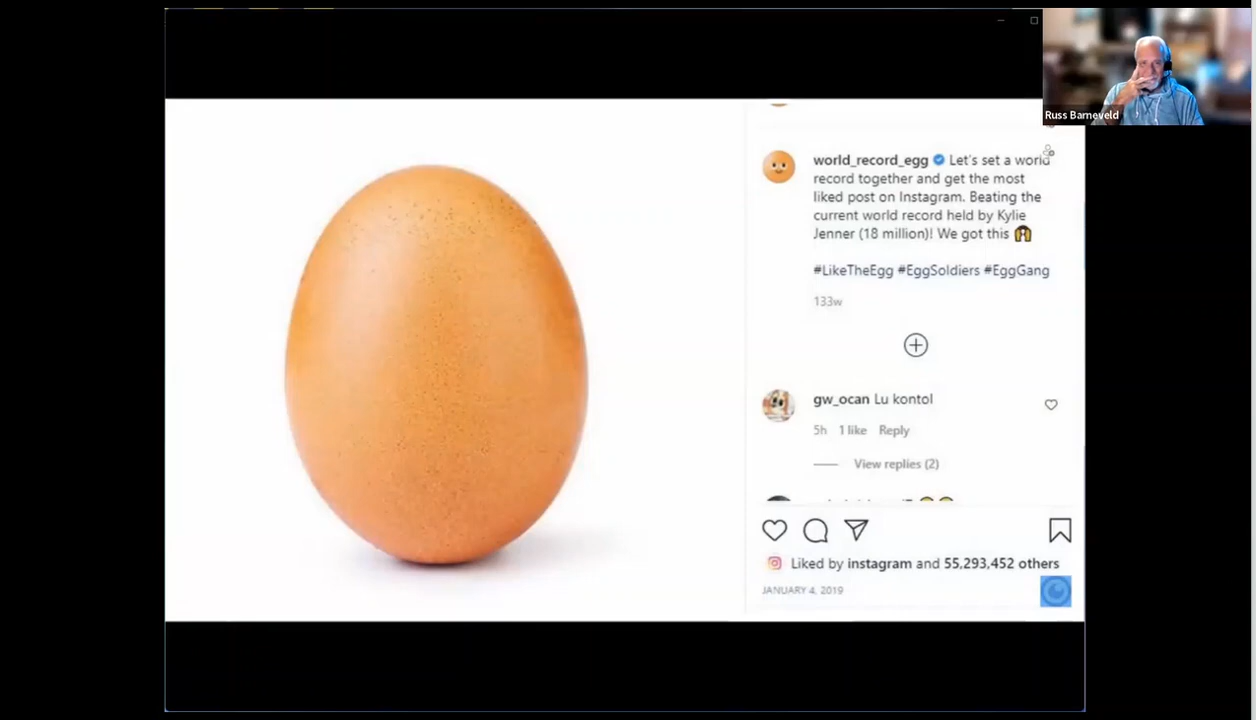 Russ Barneveld
world_record_egg Let's set a world
record together and get the most
liked post on Instagram. Beating the
current world record held by Kylie
Jenner (18 million)! We got this 🙌
#LikeTheEgg #EggSoldiers #EggGang
133w
gw_ocan Lu kontol
5h 1 like Reply
View replies (2)
Liked by instagram and 55,293,452 others
JANUARY 4, 2019